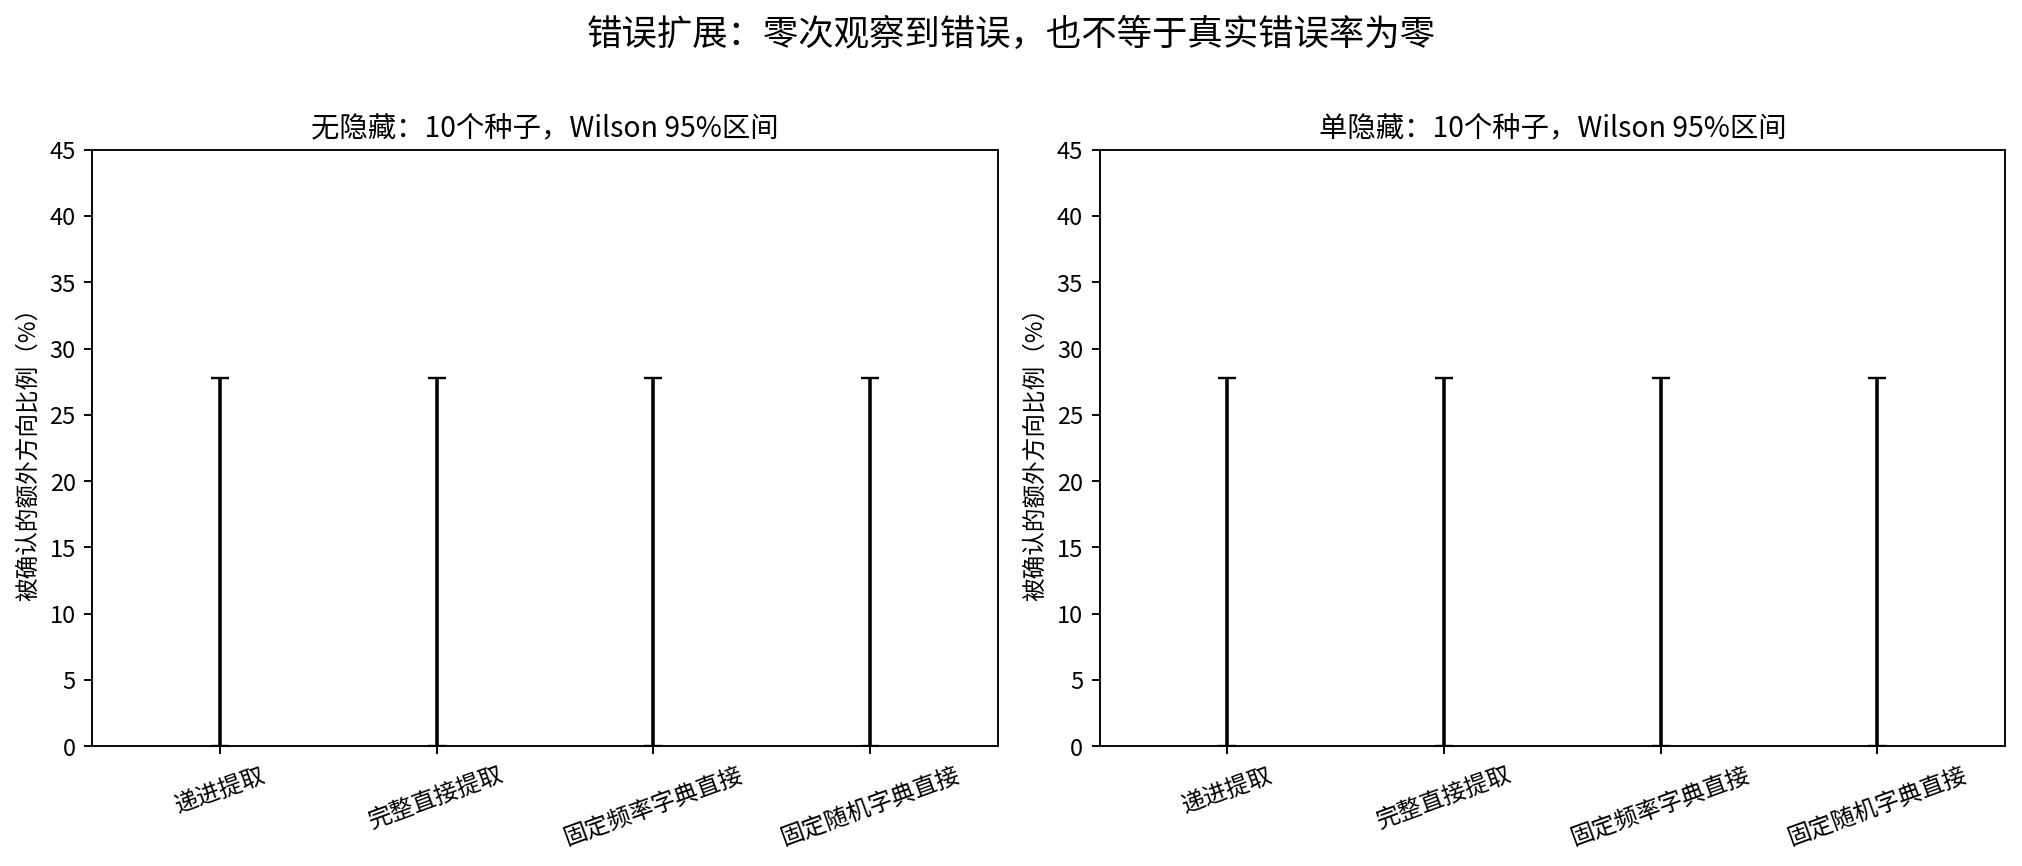 错误扩展：零次观察到错误，也不等于真实错误率为零
无隐藏：10个种子，Wilson 95%区间
被确认的额外方向比例（%）
45
40
35
30
25
20
15
10
5
0
递进提取
完整直接提取
固定频率字典直接
固定随机字典直接
单隐藏：10个种子，Wilson 95%区间
被确认的额外方向比例（%）
45
40
35
30
25
20
15
10
5
0
递进提取
完整直接提取
固定频率字典直接
固定随机字典直接